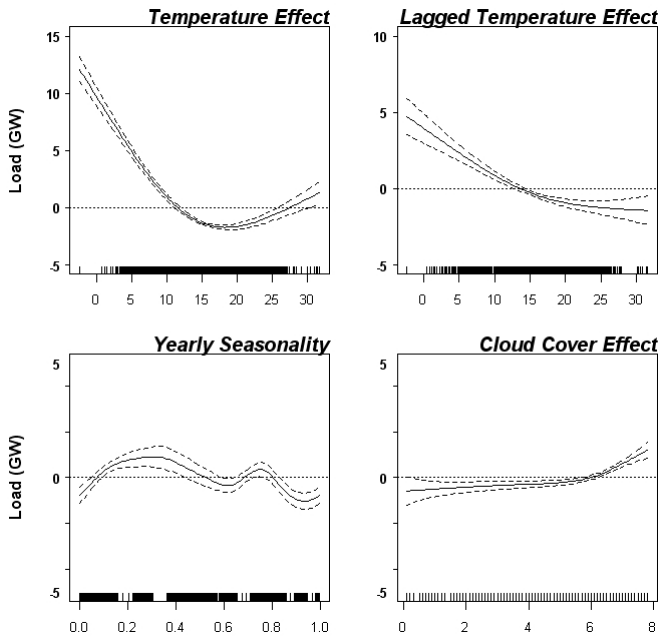 Temperature Effect
Lagged Temperature Effect
Load (GW)
15
10
5
0
-5
0 5 10 15 20 25 30
10
5
0
-5
0 5 10 15 20 25 30
Yearly Seasonality
Cloud Cover Effect
Load (GW)
5
0
-5
0.0 0.2 0.4 0.6 0.8 1.0
5
0
-5
0 2 4 6 8